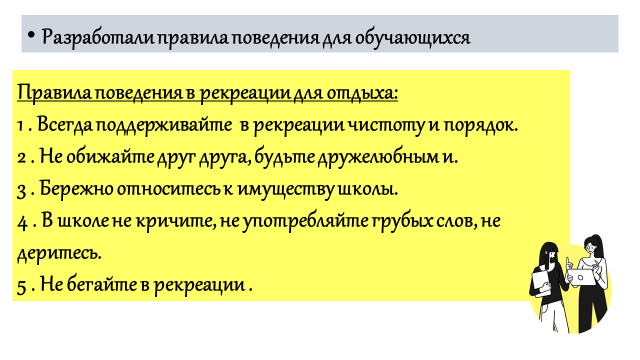 • Разработали правила поведения для обучающихся
Правила поведения в рекреации для отдыха:
1 . Всегда поддерживайте  в рекреации чистоту и порядок.
2 . Не обижайте друг друга, будьте дружелюбным и.
3 . Бережно относитесь к имуществу школы.
4 . В школе не кричите, не употребляйте грубых слов, не
деритесь.
5 . Не бегайте в рекреации .